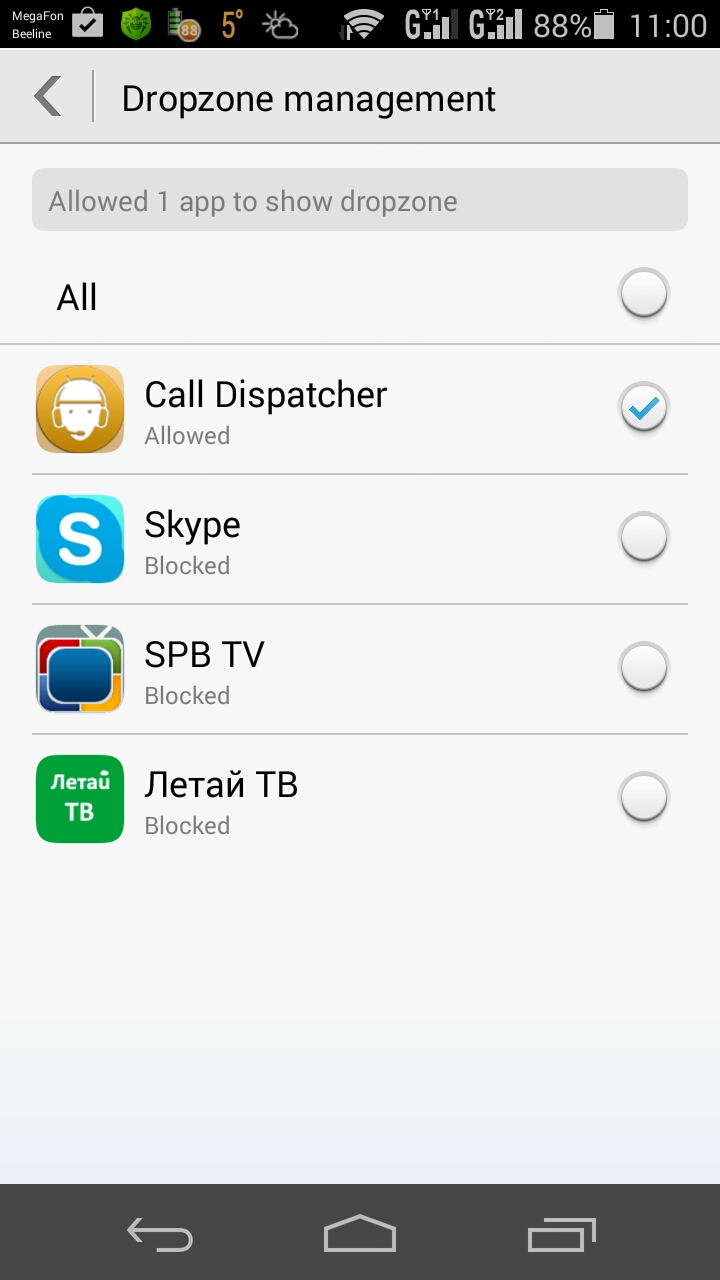 MegaFon
Beeline
88
5°
G 1
G 2
88%
11:00
Dropzone management
Allowed 1 app to show dropzone
All
Call Dispatcher
Allowed
S
Skype
Blocked
SPB TV
Blocked
Летай
ТВ
Летай ТВ
Blocked